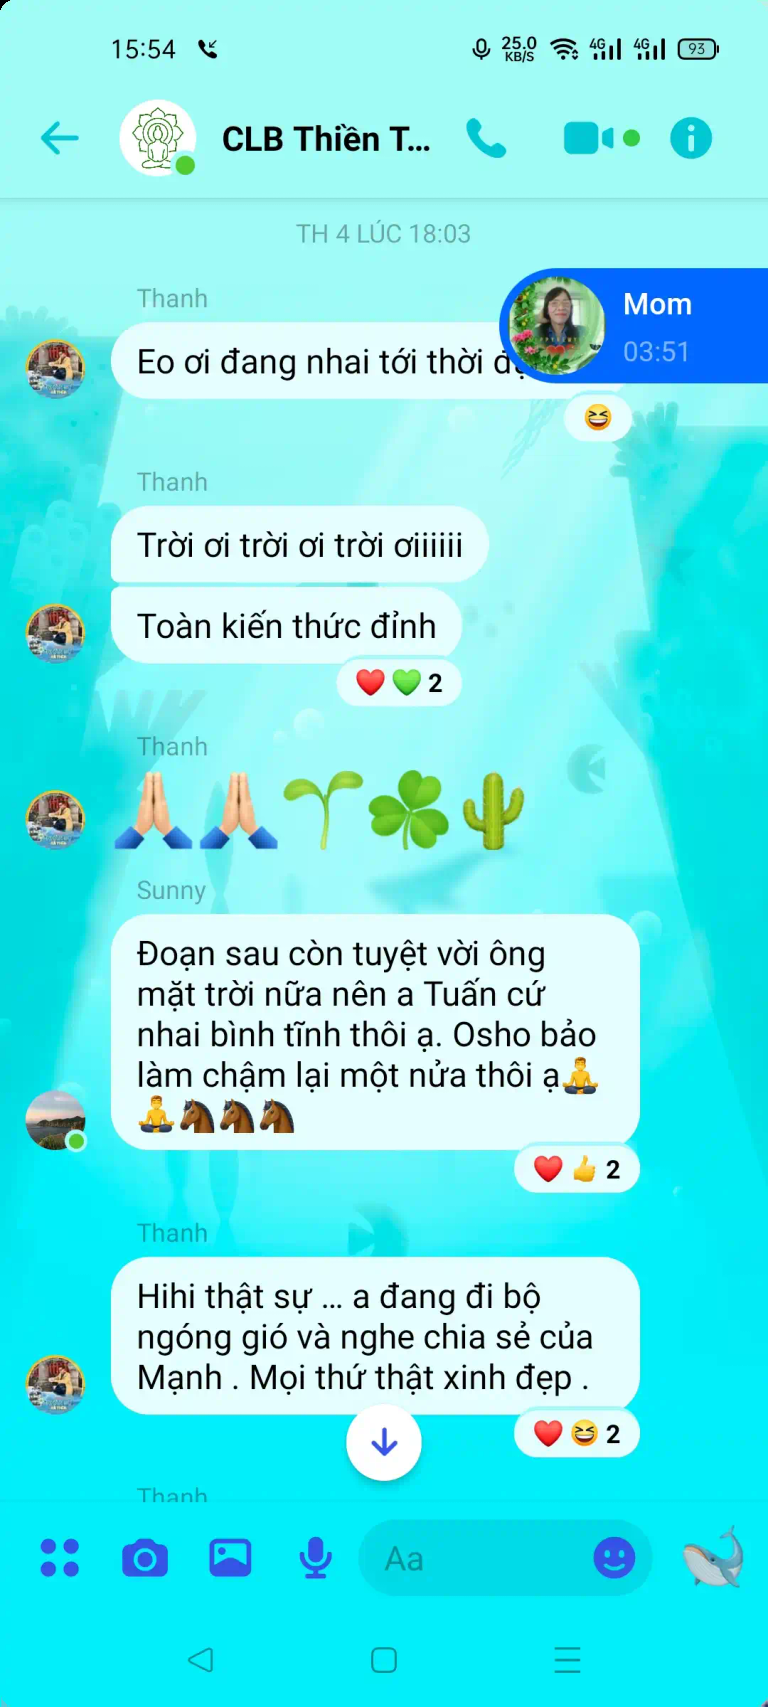 15:54
25.0
KB/S
4G
4G
93
CLB Thiền T...
TH 4 LÚC 18:03
Mom
03:51
Thanh
Eo ơi đang nhai tới thời
Thanh
Trời ơi trời ơi trời ơiiiiii
Toàn kiến thức đỉnh
2
Thanh
Sunny
Đoạn sau còn tuyệt vời ông
mặt trời nữa nên a Tuấn cứ
nhai bình tĩnh thôi ạ. Osho bảo
làm chậm lại một nửa thôi ạ🧘
🧘🐴🐴🐴
2
Thanh
Hihi thật sự ... a đang đi bộ
ngóng gió và nghe chia sẻ của
Mạnh . Mọi thứ thật xinh đẹp .
2
Thanh
Aa